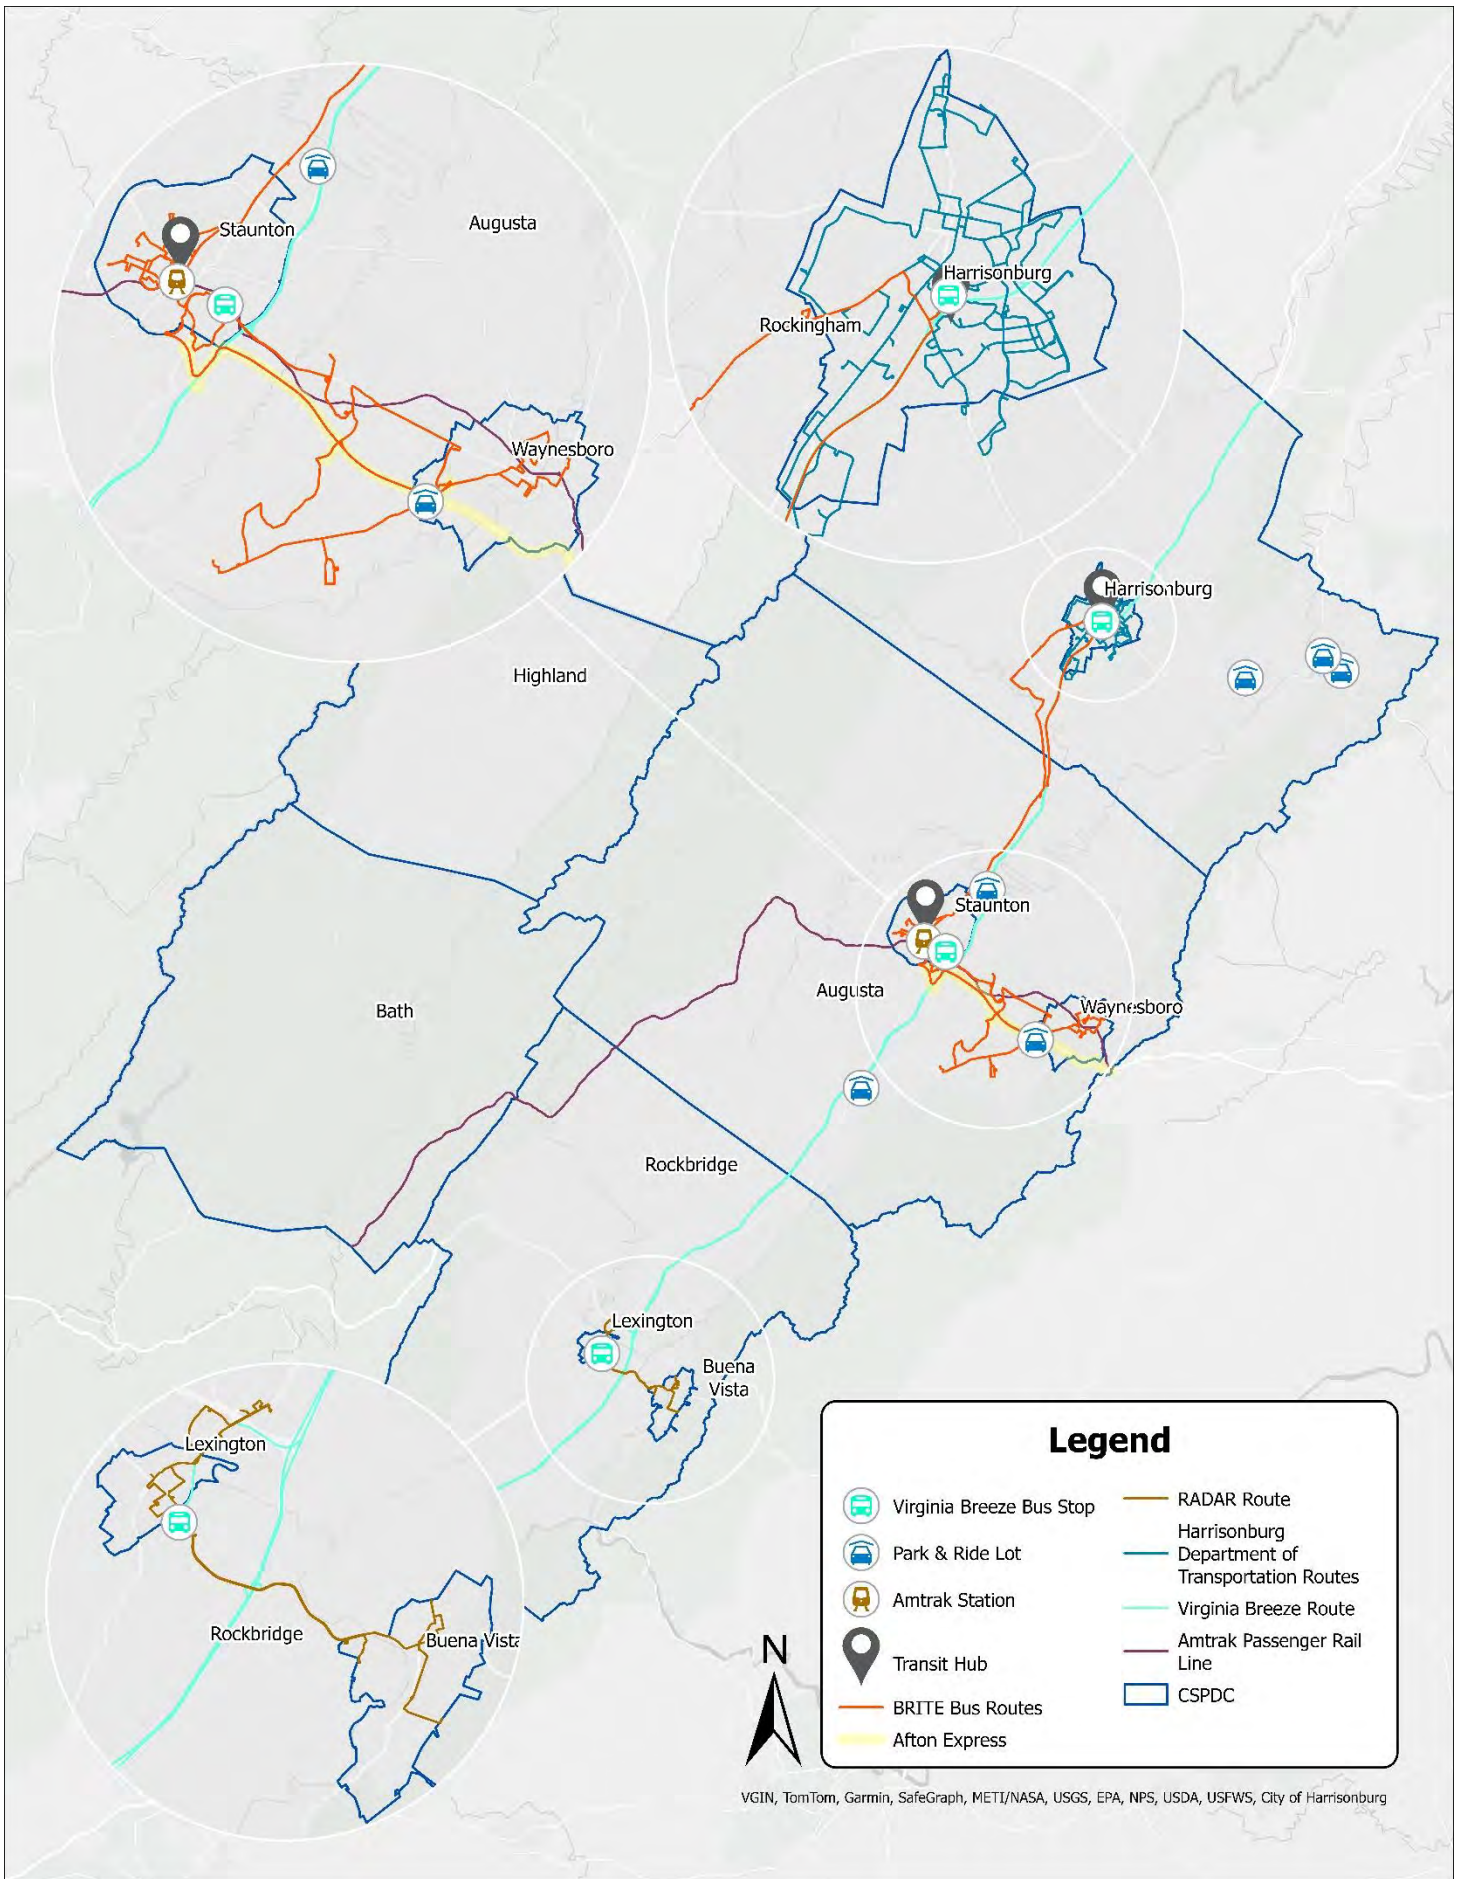 Staunton
Augusta
Harrisonburg
Rockingham
Waynesboro
Harrisonburg
Highland
Staunton
Augusta
Waynesboro
Bath
Rockbridge
Lexington
Buena
Vista
Lexington
Rockbridge
Buena Vista
N
Legend
Virginia Breeze Bus Stop
Park & Ride Lot
Amtrak Station
Transit Hub
BRITE Bus Routes
Afton Express
RADAR Route
Harrisonburg
Department of
Transportation Routes
Virginia Breeze Route
Amtrak Passenger Rail
Line
CSPDC
VGIN, TomTom, Garmin, SafeGraph, METI/NASA, USGS, EPA, NPS, USDA, USFWS, City of Harrisonburg